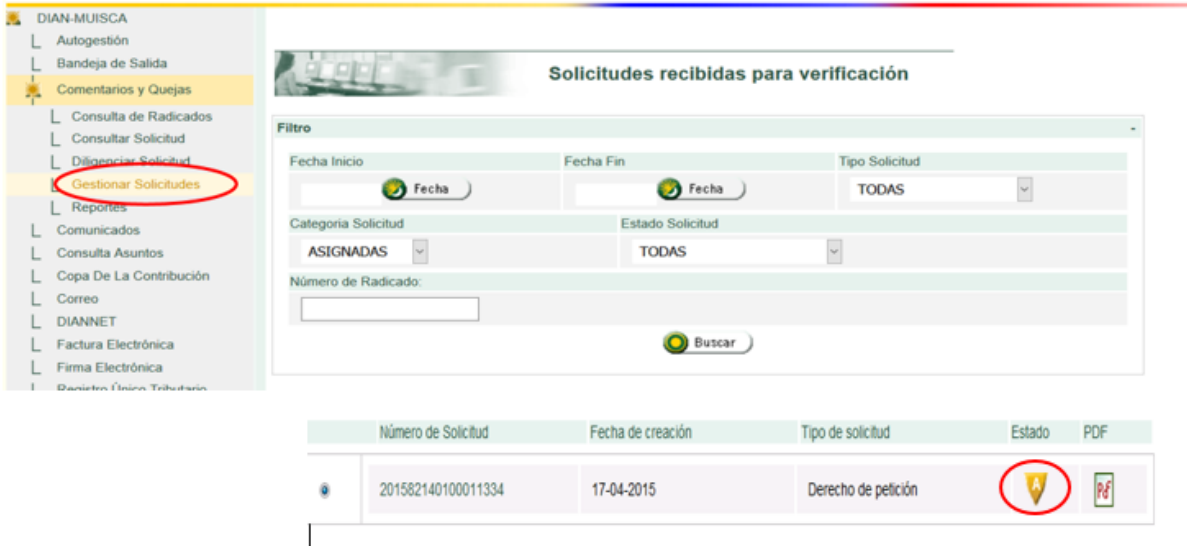 DIAN-MUISCA
Autogestión
Bandeja de Salida
Comentarios y Quejas
Consulta de Radicados
Consultar Solicitud
Diligenciar Solicitud
Gestionar Solicitudes
Reportes
Comunicados
Consulta Asuntos
Copa De La Contribución
Correo
DIANNET
Factura Electrónica
Firma Electrónica
Registro Único Tributario
Solicitudes recibidas para verificación
Filtro -
Fecha Inicio Fecha Fin Tipo Solicitud
Fecha Fecha TODAS
Categoria Solicitud Estado Solicitud
ASIGNADAS TODAS
Número de Radicado:
Buscar
Número de Solicitud Fecha de creación Tipo de solicitud Estado PDF
201582140100011334 17-04-2015 Derecho de petición A Pdf